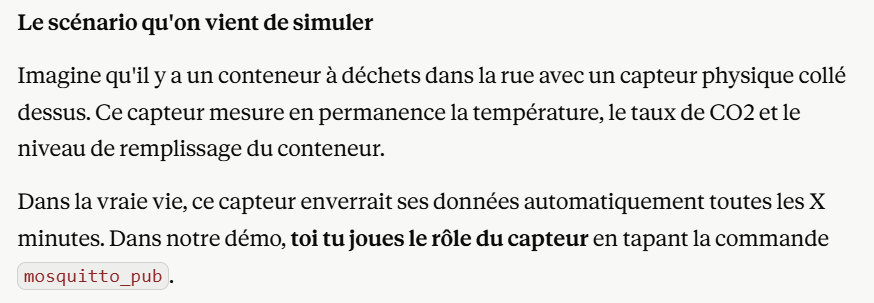 Le scénario qu'on vient de simuler
Imagine qu'il y a un conteneur à déchets dans la rue avec un capteur physique collé
dessus. Ce capteur mesure en permanence la température, le taux de CO2 et le
niveau de remplissage du conteneur.
Dans la vraie vie, ce capteur enverrait ses données automatiquement toutes les X
minutes. Dans notre démo, toi tu joues le rôle du capteur en tapant la commande
mosquitto_pub.